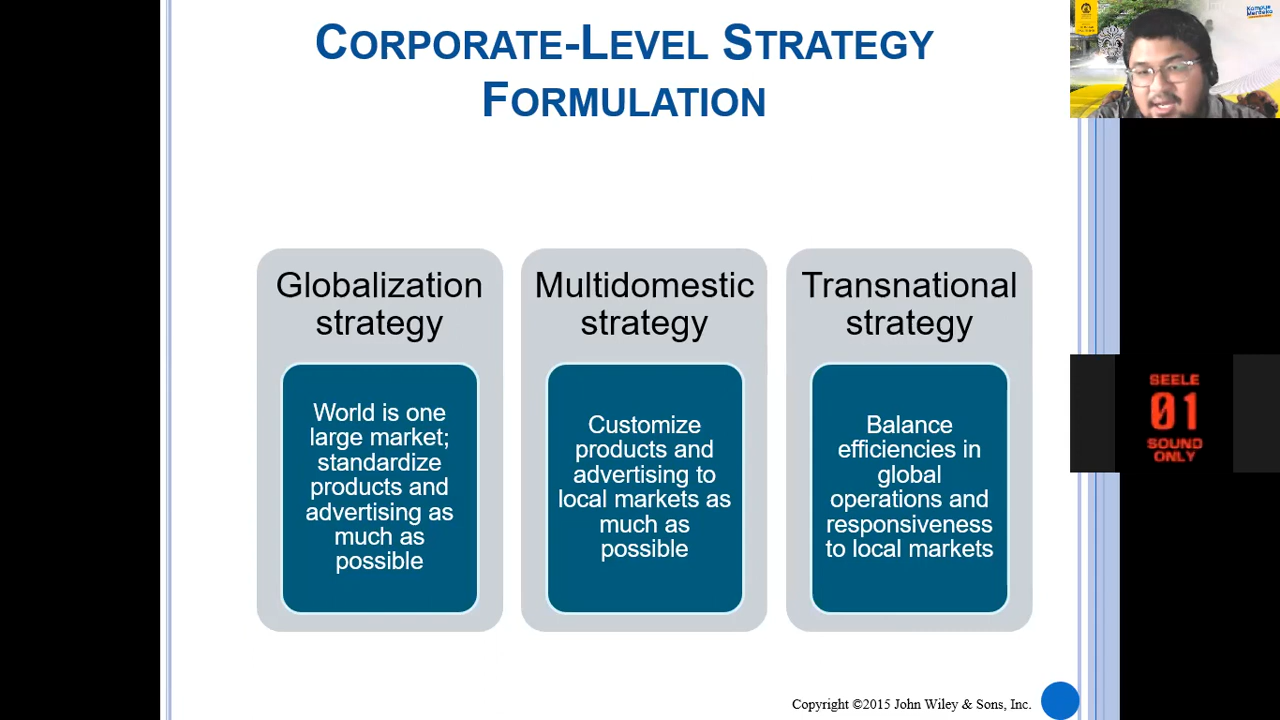 CORPORATE-LEVEL STRATEGY
FORMULATION
Globalization
strategy
World is one
large market;
standardize
products and
advertising as
much as
possible
Multidomestic
strategy
Customize
products and
advertising to
local markets as
much as
possible
Transnational
strategy
Balance
efficiencies in
global
operations and
responsiveness
to local markets
Copyright ©2015 John Wiley & Sons, Inc.
Kampus
Merdeka
SEELE
01
SOUND
ONLY